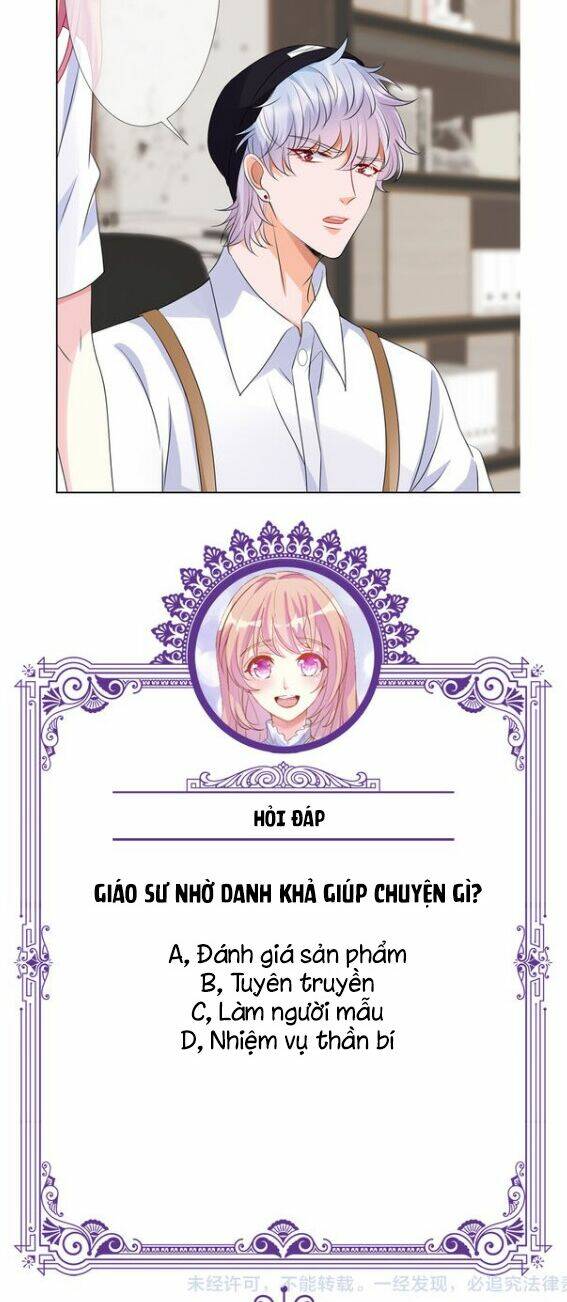 HỎI ĐÁP
GIÁO SƯ NHỜ DANH KHẢ GIÚP CHUYỆN GÌ?
A, Đánh giá sản phẩm
B, Tuyên truyền
C, Làm người mẫu
D, Nhiệm vụ thần bí
未经许可，不能转载。一经发现，必追究法律责